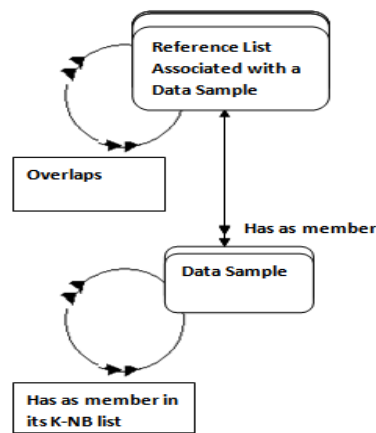 Reference List
Associated with a
Data Sample
Overlaps
Has as member
Data Sample
Has as member in
its K-NB list